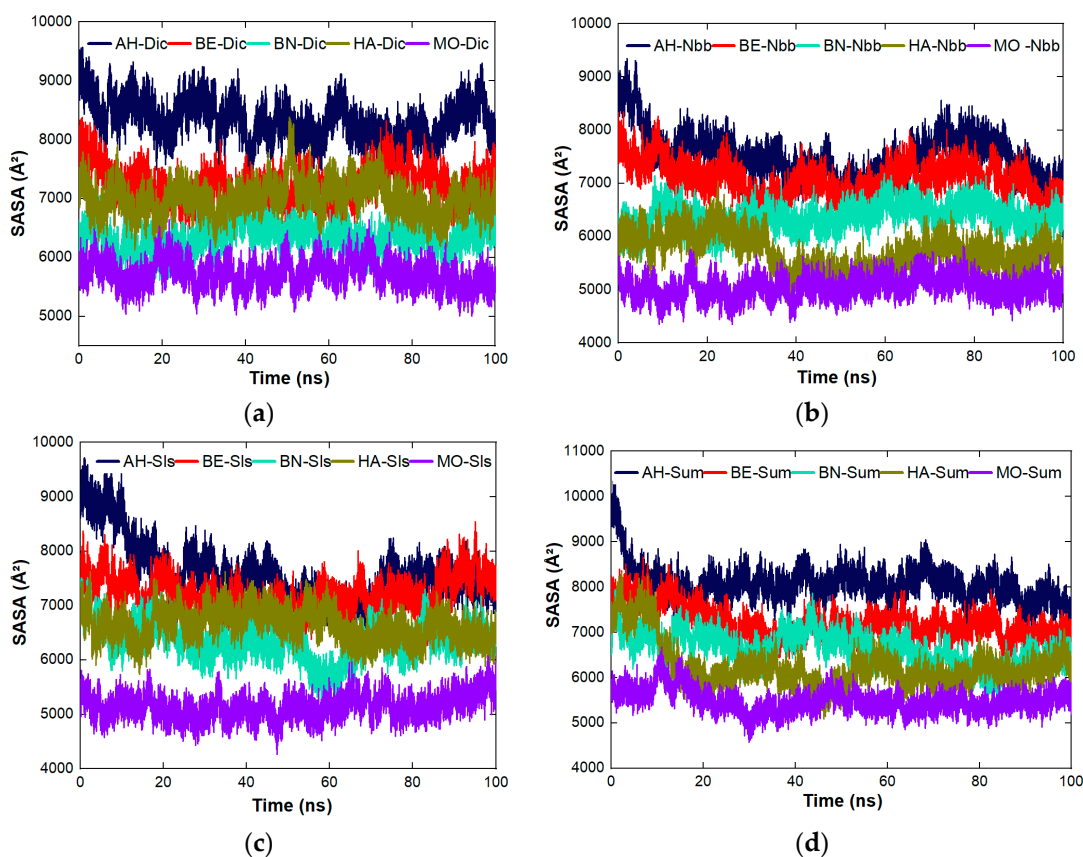 10000
AH-Dic BE-Dic BN-Dic HA-Dic MO-Dic
9000
8000
7000
6000
5000
SASA (Å²)
0 20 40 60 80 100
Time (ns)
(a)
10000
AH-Nbb BE-Nbb BN-Nbb HA-Nbb MO -Nbb
9000
8000
7000
6000
5000
4000
SASA (Å²)
0 20 40 60 80 100
Time (ns)
(b)
10000
AH-Sls BE-Sls BN-Sls HA-Sls MO-Sls
9000
8000
7000
6000
5000
4000
SASA (Å²)
0 20 40 60 80 100
Time (ns)
(c)
11000
AH-Sum BE-Sum BN-Sum HA-Sum MO-Sum
10000
9000
8000
7000
6000
5000
4000
SASA (Å²)
0 20 40 60 80 100
Time (ns)
(d)